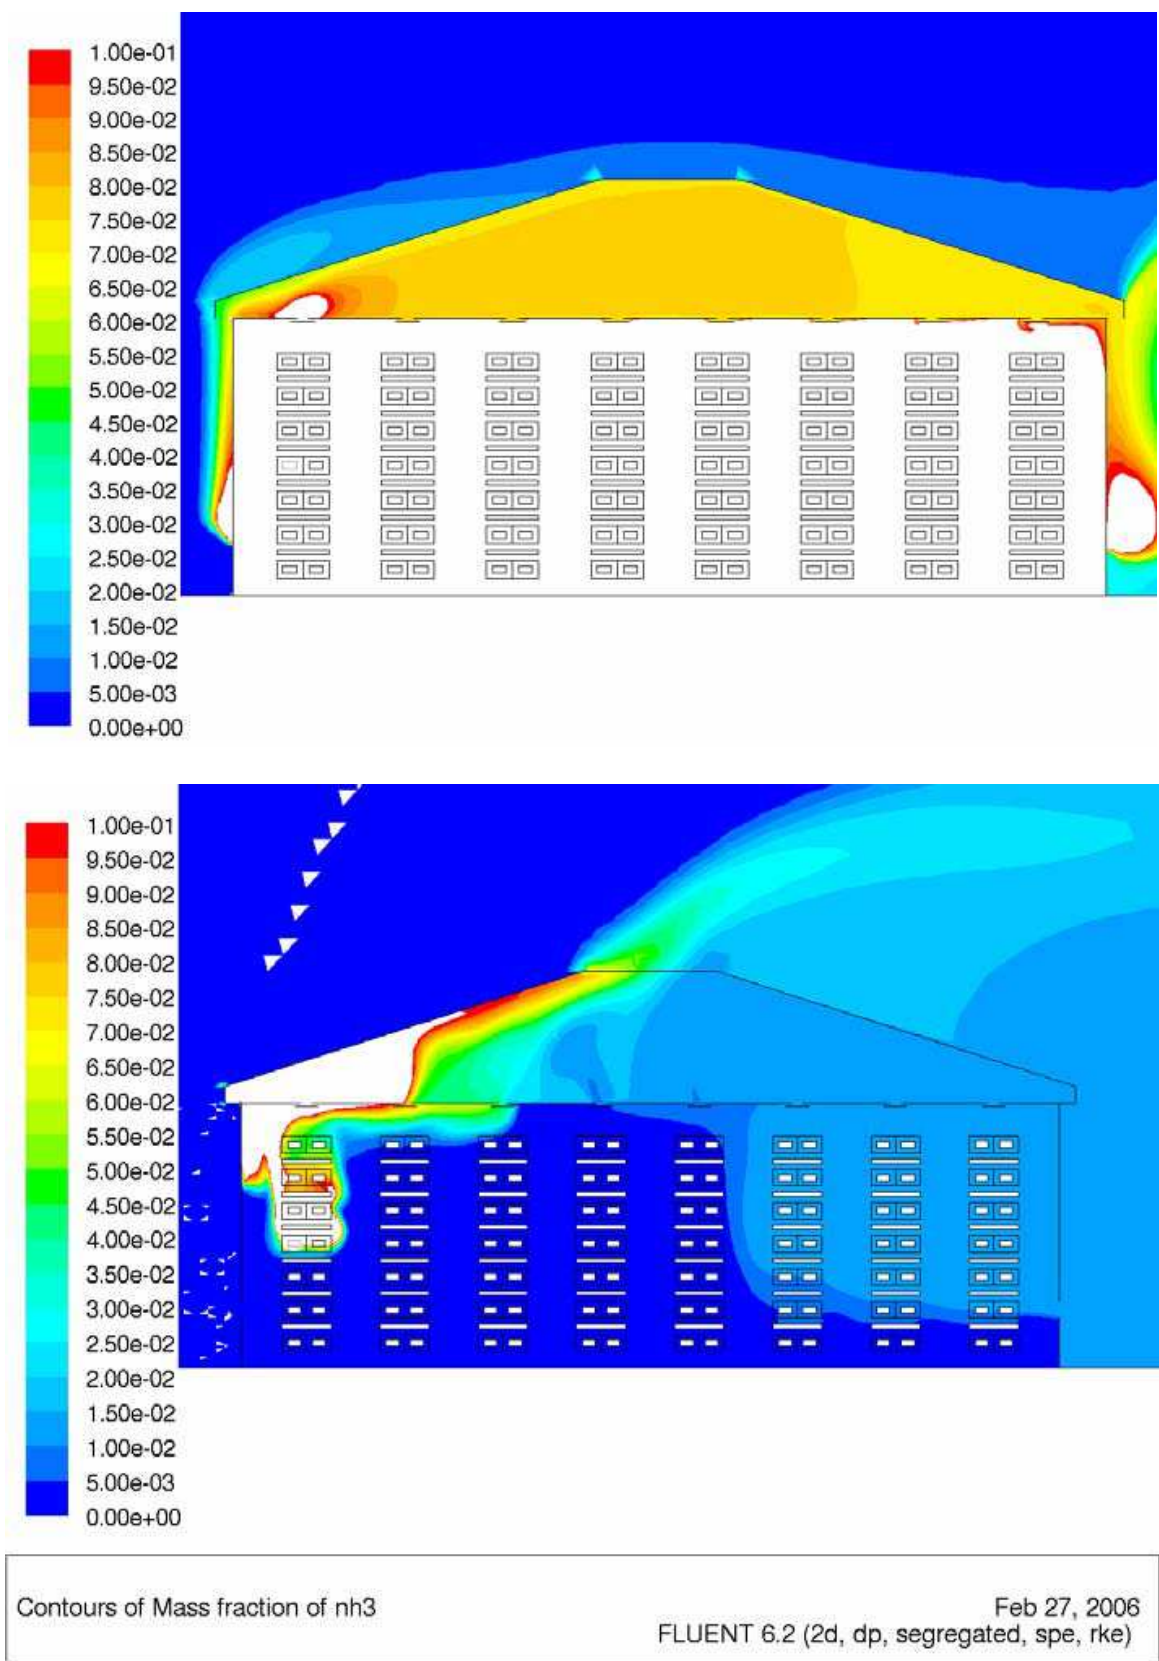 1.00e-01
9.50e-02
9.00e-02
8.50e-02
8.00e-02
7.50e-02
7.00e-02
6.50e-02
6.00e-02
5.50e-02
5.00e-02
4.50e-02
4.00e-02
3.50e-02
3.00e-02
2.50e-02
2.00e-02
1.50e-02
1.00e-02
5.00e-03
0.00e+00
1.00e-01
9.50e-02
9.00e-02
8.50e-02
8.00e-02
7.50e-02
7.00e-02
6.50e-02
6.00e-02
5.50e-02
5.00e-02
4.50e-02
4.00e-02
3.50e-02
3.00e-02
2.50e-02
2.00e-02
1.50e-02
1.00e-02
5.00e-03
0.00e+00
Contours of Mass fraction of nh3
Feb 27, 2006
FLUENT 6.2 (2d, dp, segregated, spe, rke)